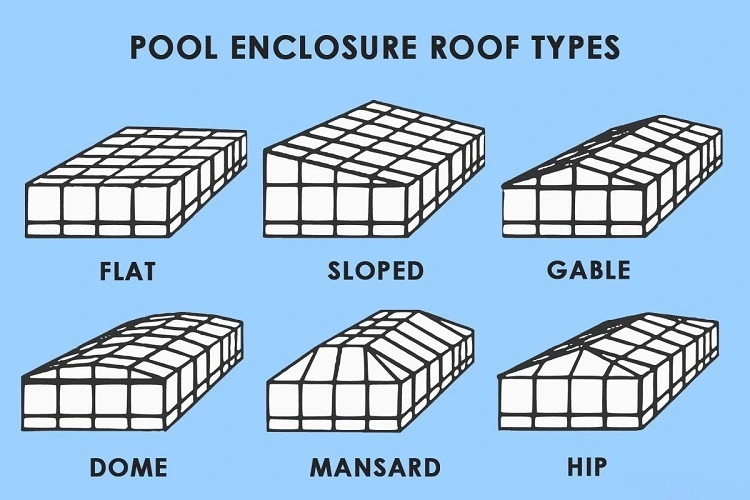 POOL ENCLOSURE ROOF TYPES
FLAT
SLOPED
GABLE
DOME
MANSARD
HIP